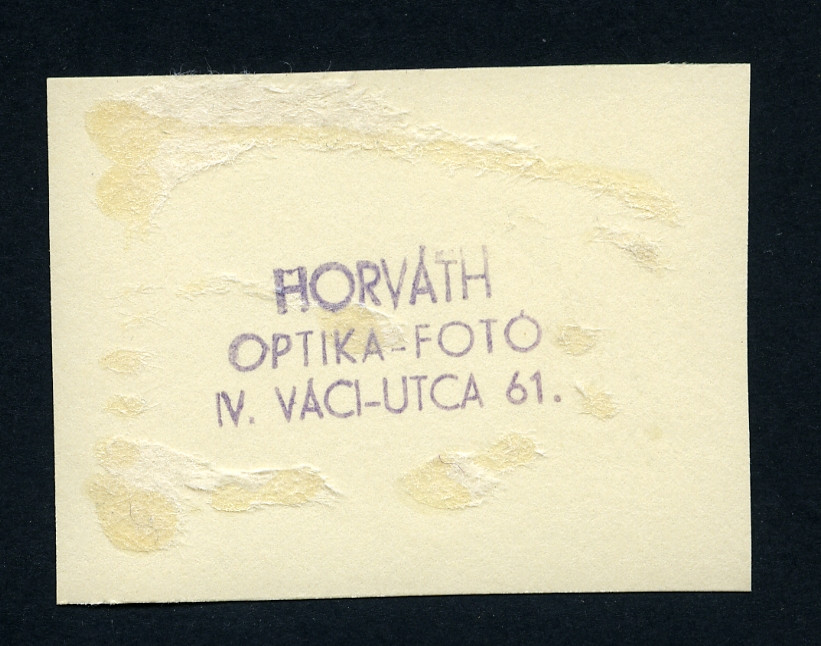 HORVÁTH
OPTIKA-FOTÓ
IV. VÁCI-UTCA 61.